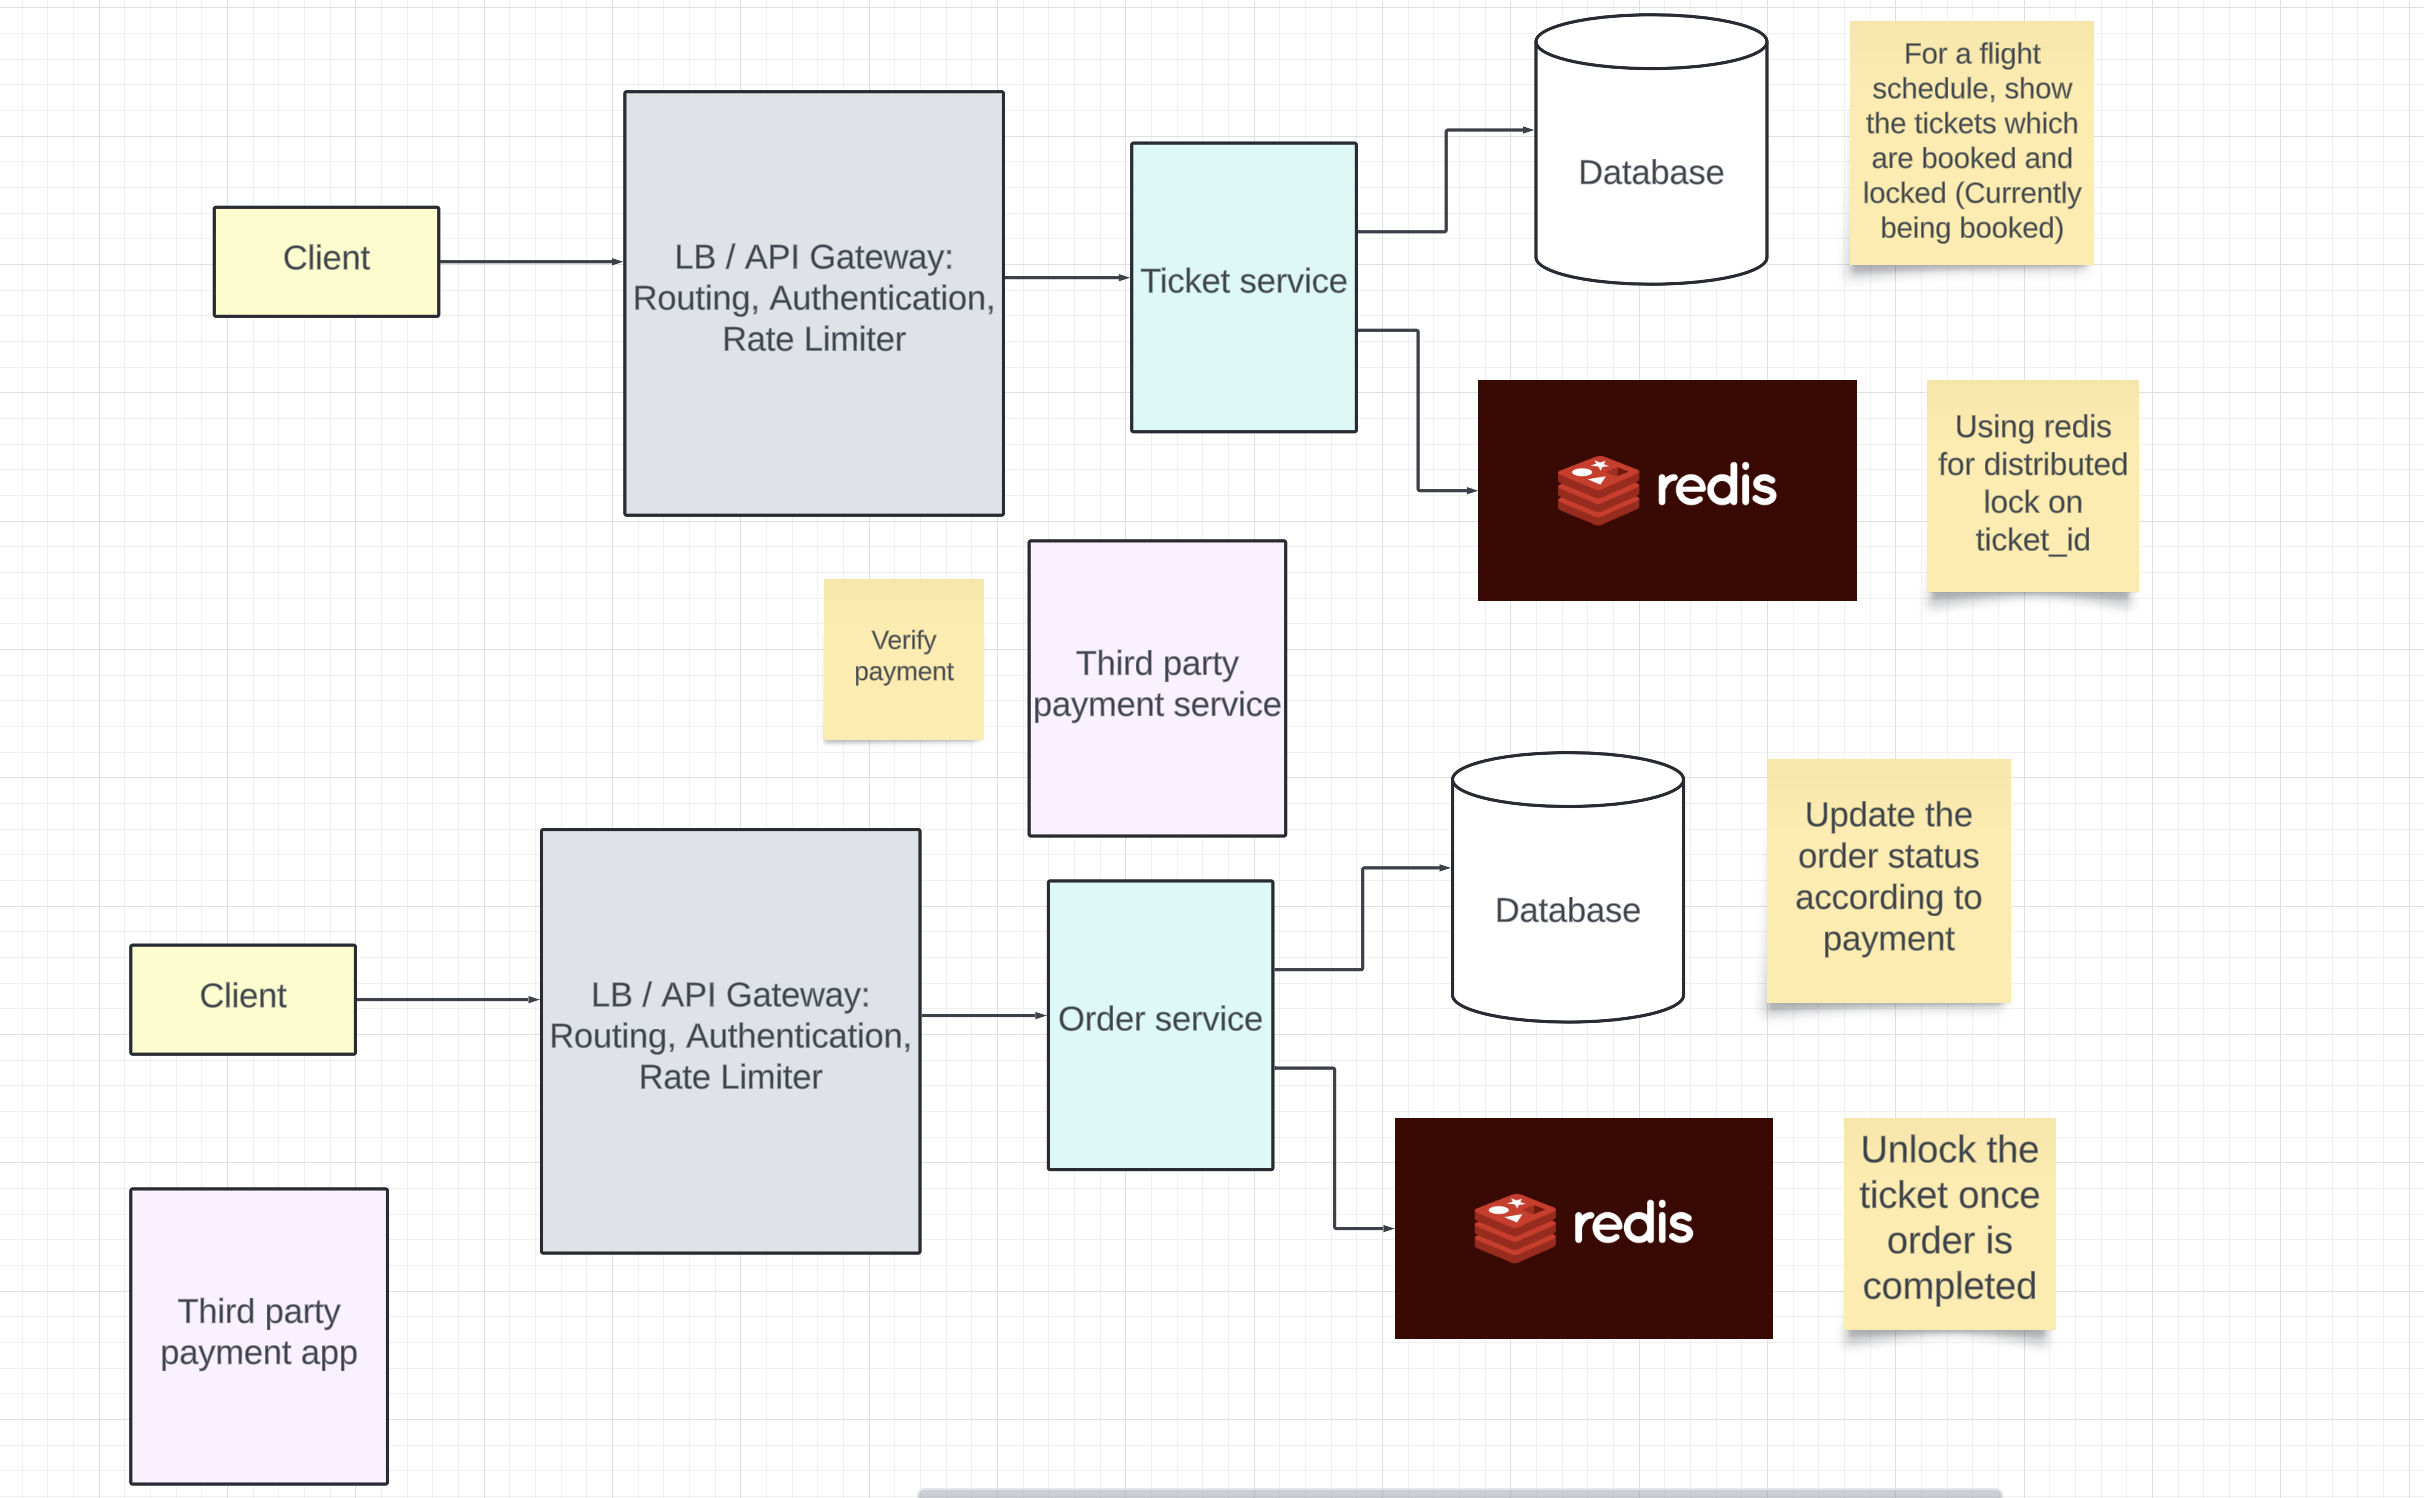 Client
LB / API Gateway:
Routing, Authentication,
Rate Limiter
Ticket service
Database
For a flight
schedule, show
the tickets which
are booked and
locked (Currently
being booked)
redis
Using redis
for distributed
lock on
ticket_id
Verify
payment
Third party
payment service
Client
LB / API Gateway:
Routing, Authentication,
Rate Limiter
Order service
Database
Update the
order status
according to
payment
redis
Unlock the
ticket once
order is
completed
Third party
payment app